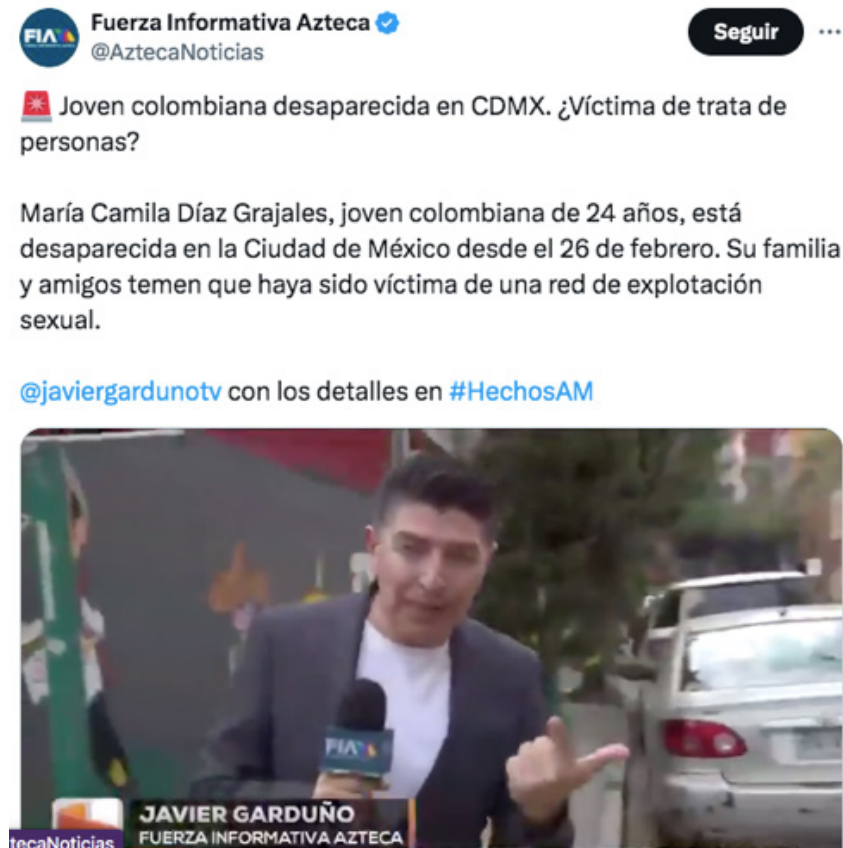 Fuerza Informativa Azteca
@AztecaNoticias
Seguir
FIA
Joven colombiana desaparecida en CDMX. ¿Víctima de trata de
personas?
María Camila Díaz Grajales, joven colombiana de 24 años, está
desaparecida en la Ciudad de México desde el 26 de febrero. Su familia
y amigos temen que haya sido víctima de una red de explotación
sexual.
@javiergardunotv con los detalles en #HechosAM
FIA
JAVIER GARDUÑO
FUERZA INFORMATIVA AZTECA
tecaNoticias